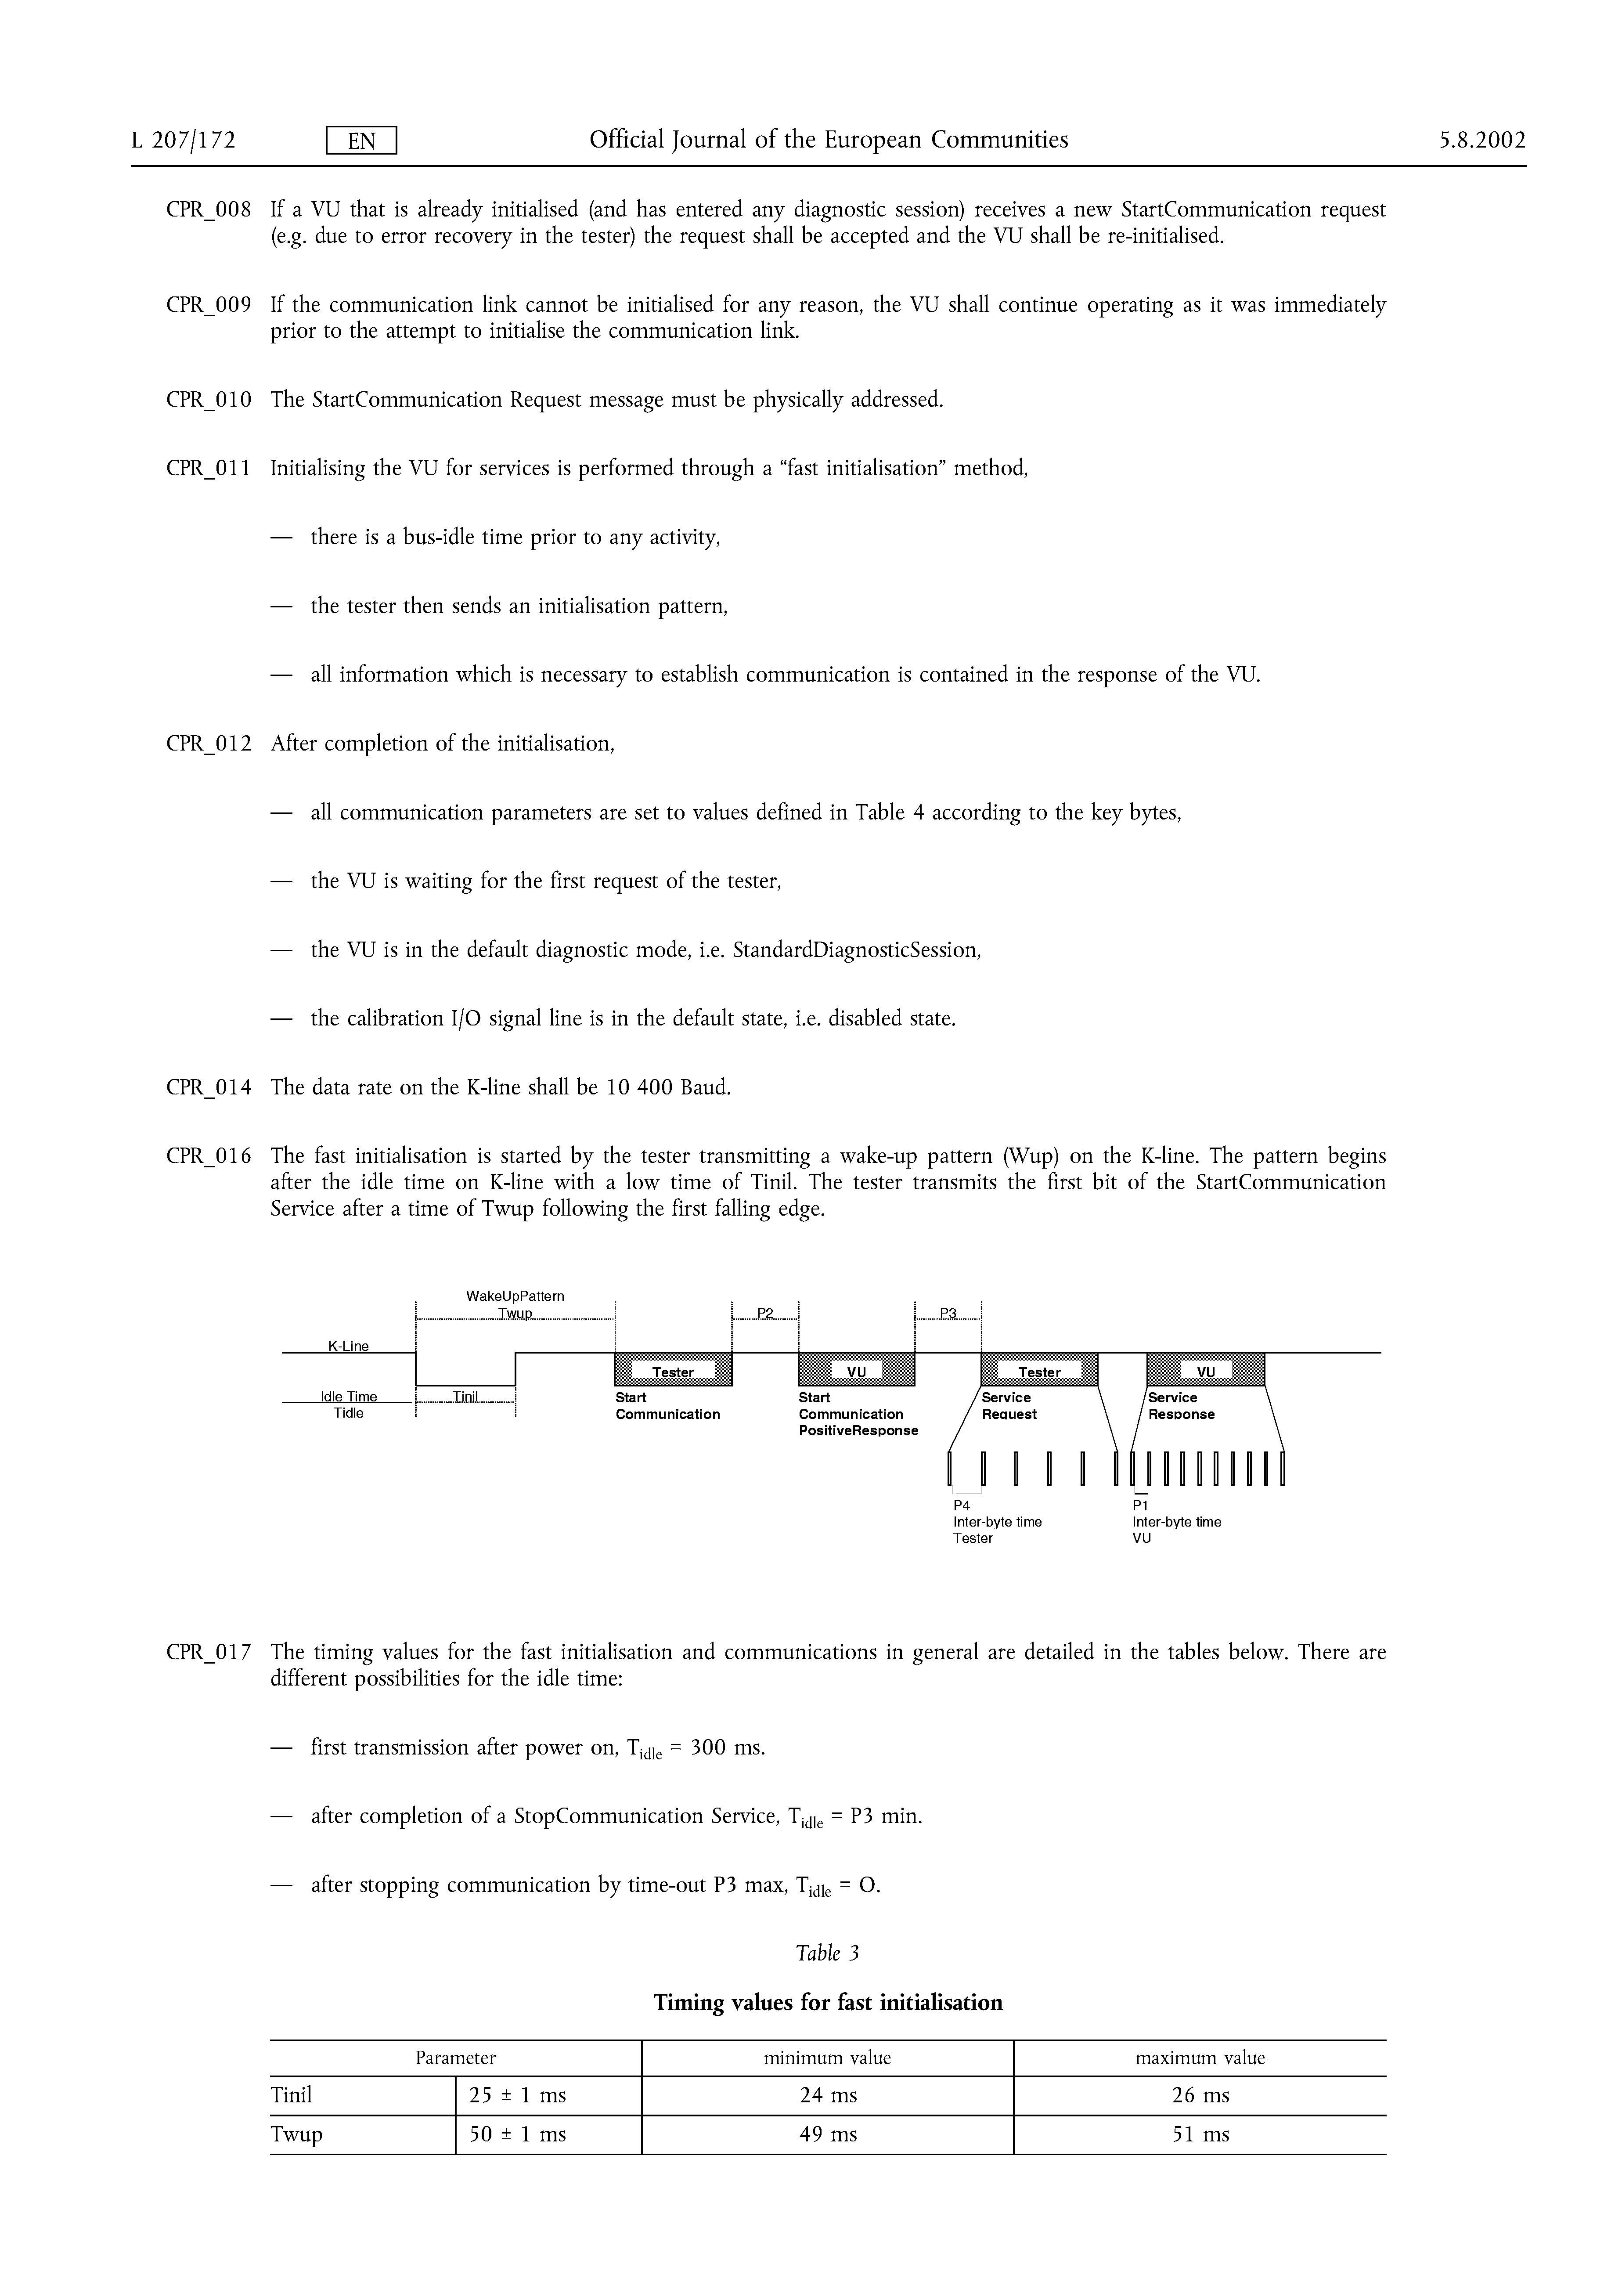 L 207/172 EN Official Journal of the European Communities 5.8.2002
CPR_008 If a VU that is already initialised (and has entered any diagnostic session) receives a new StartCommunication request
(e.g. due to error recovery in the tester) the request shall be accepted and the VU shall be re-initialised.
CPR_009 If the communication link cannot be initialised for any reason, the VU shall continue operating as it was immediately
prior to the attempt to initialise the communication link.
CPR_010 The StartCommunication Request message must be physically addressed.
CPR_011 Initialising the VU for services is performed through a “fast initialisation” method,
— there is a bus-idle time prior to any activity,
— the tester then sends an initialisation pattern,
— all information which is necessary to establish communication is contained in the response of the VU.
CPR_012 After completion of the initialisation,
— all communication parameters are set to values defined in Table 4 according to the key bytes,
— the VU is waiting for the first request of the tester,
— the VU is in the default diagnostic mode, i.e. StandardDiagnosticSession,
— the calibration I/O signal line is in the default state, i.e. disabled state.
CPR_014 The data rate on the K-line shall be 10 400 Baud.
CPR_016 The fast initialisation is started by the tester transmitting a wake-up pattern (Wup) on the K-line. The pattern begins
after the idle time on K-line with a low time of Tinil. The tester transmits the first bit of the StartCommunication
Service after a time of Twup following the first falling edge.
WakeUpPattern
Twup P2 P3
K-Line
Tester VU Tester VU
Idle Time Tinil Start Start Service Service
Tidle Communication Communication Request Response
PositiveResponse
P4 P1
Inter-byte time Inter-byte time
Tester VU
CPR_017 The timing values for the fast initialisation and communications in general are detailed in the tables below. There are
different possibilities for the idle time:
— first transmission after power on, Tidle = 300 ms.
— after completion of a StopCommunication Service, Tidle = P3 min.
— after stopping communication by time-out P3 max, Tidle = O.
Table 3
Timing values for fast initialisation
Parameter minimum value maximum value
Tinil 25 ± 1 ms 24 ms 26 ms
Twup 50 ± 1 ms 49 ms 51 ms